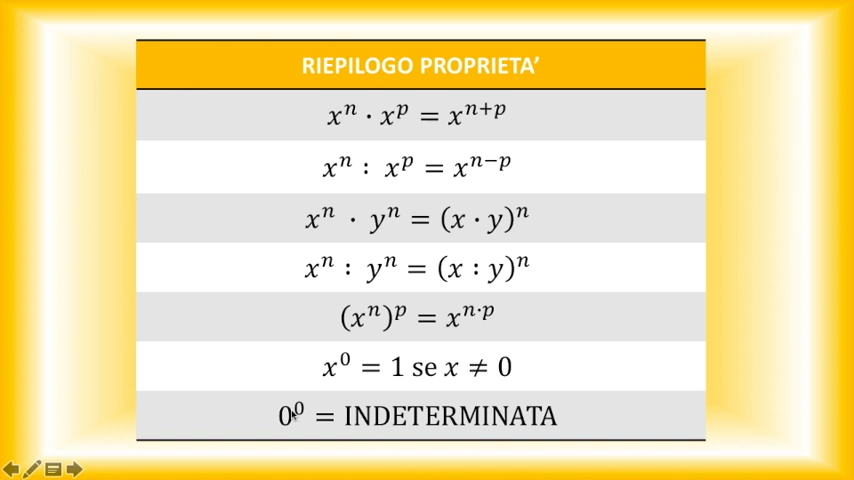 RIEPILOGO PROPRIETA’
xⁿ · xᵖ = xⁿ⁺ᵖ
xⁿ : xᵖ = xⁿ⁻ᵖ
xⁿ · yⁿ = (x · y)ⁿ
xⁿ : yⁿ = (x : y)ⁿ
(xⁿ)ᵖ = xⁿ˙ᵖ
x⁰ = 1 se x ≠ 0
0⁰ = INDETERMINATA